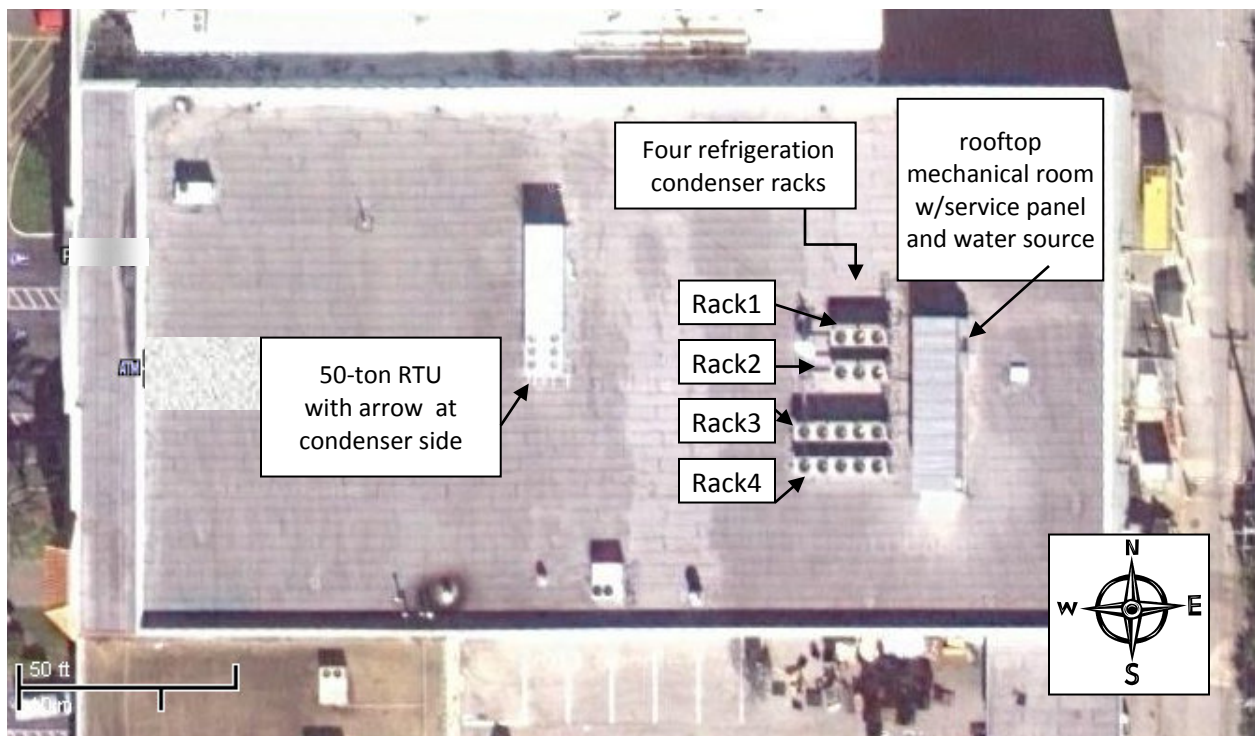 Four refrigeration
condenser racks
rooftop
mechanical room
w/service panel
and water source
Rack1
Rack2
Rack3
Rack4
50-ton RTU
with arrow at
condenser side
ATM
N
W E
S
50 ft